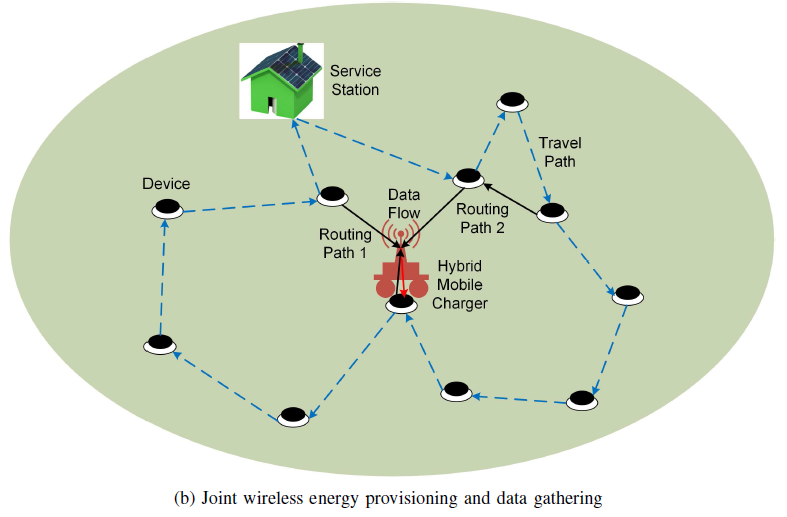 Service
Station
Travel
Path
Device
Data
Flow
Routing
Path 1
Routing
Path 2
Hybrid
Mobile
Charger
(b) Joint wireless energy provisioning and data gathering